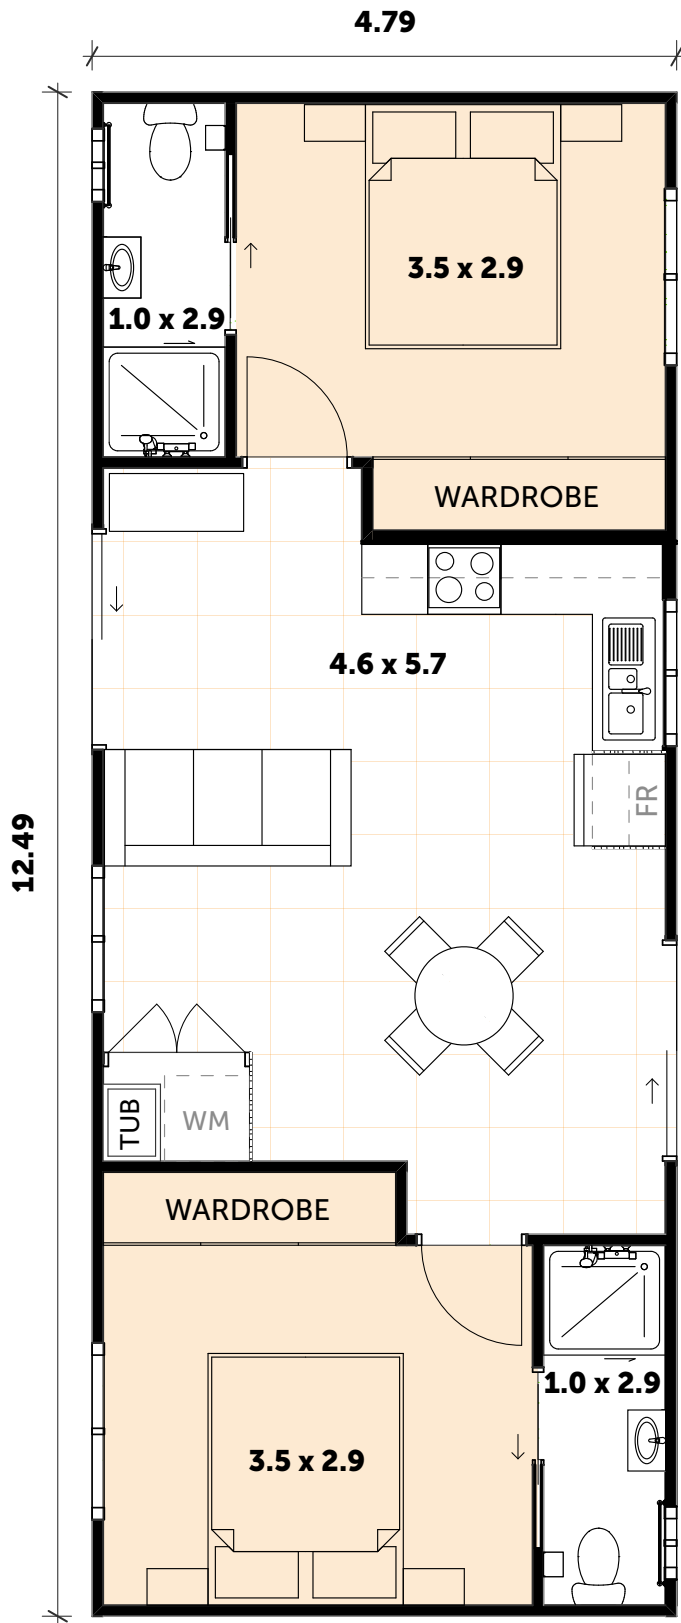 4.79
3.5 x 2.9
1.0 x 2.9
WARDROBE
4.6 x 5.7
FR
12.49
TUB
WM
WARDROBE
1.0 x 2.9
3.5 x 2.9